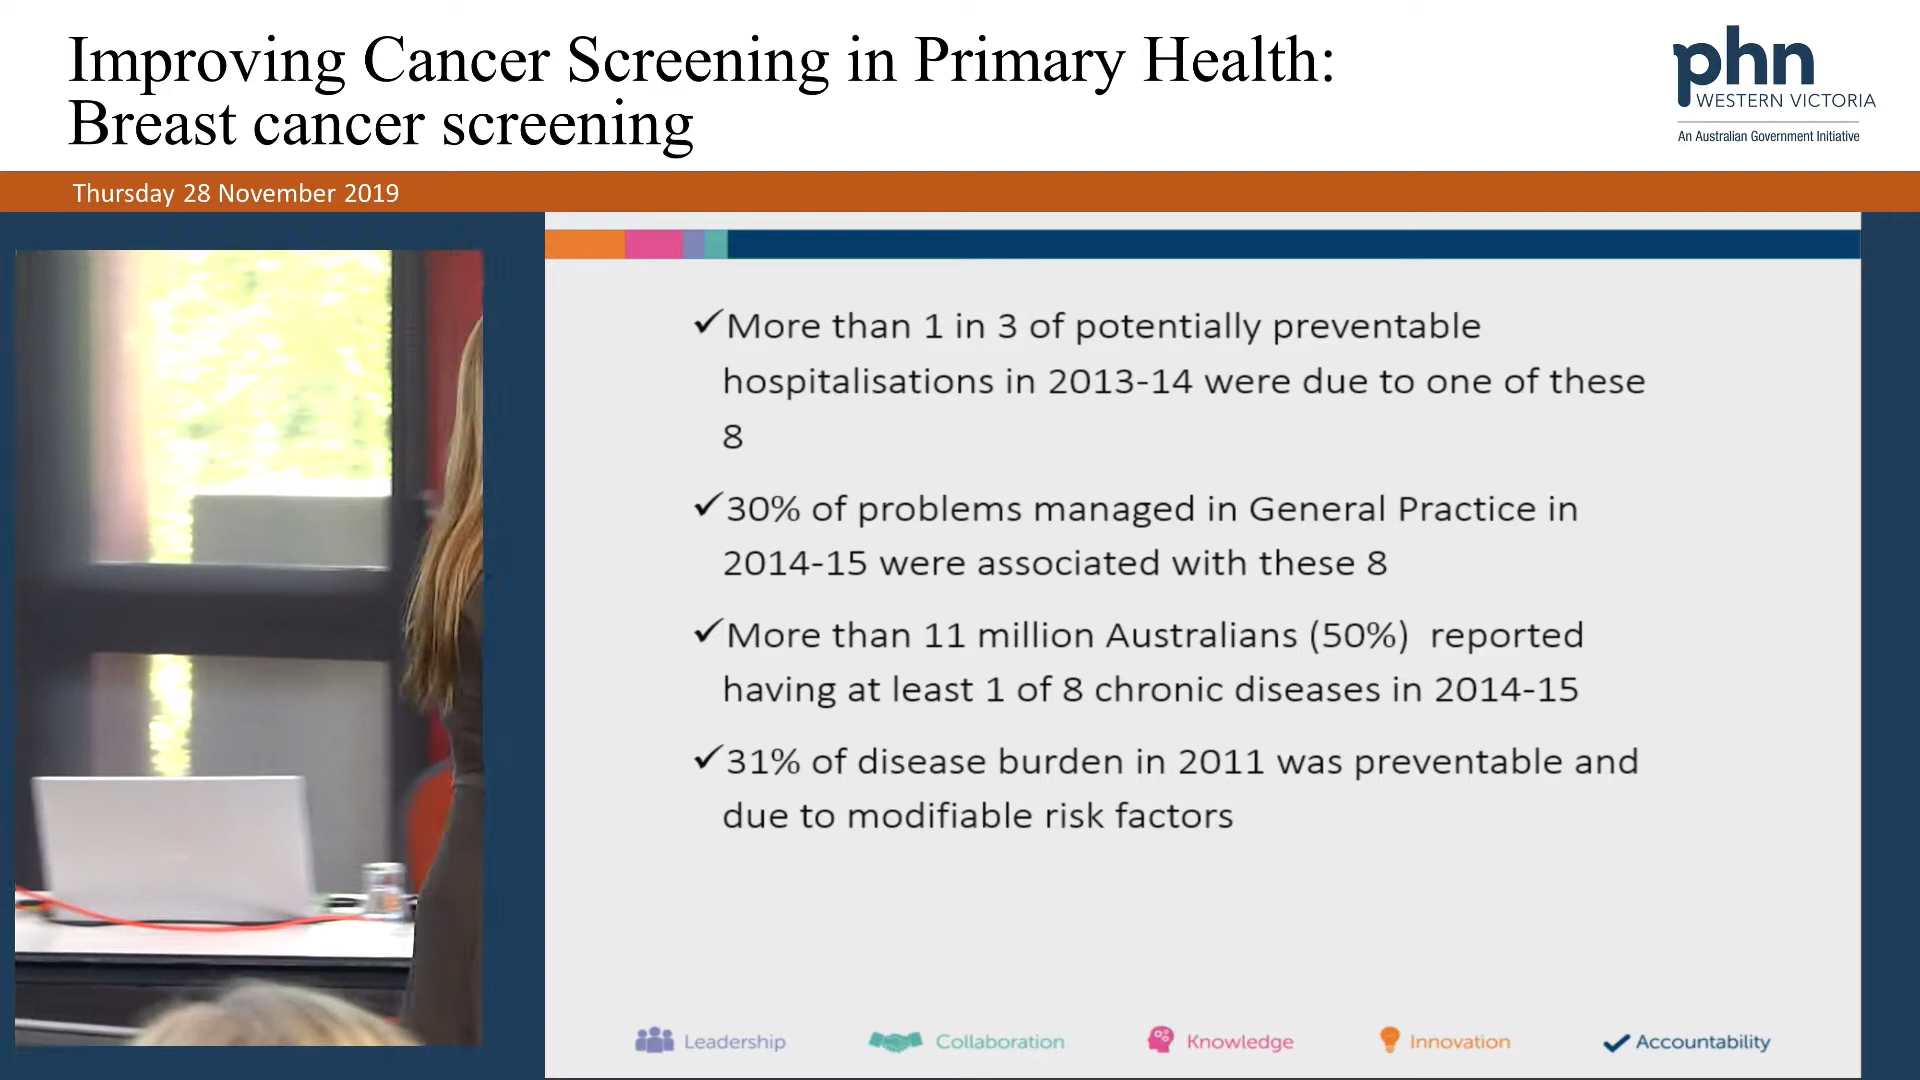 Improving Cancer Screening in Primary Health:
Breast cancer screening
phn
WESTERN VICTORIA
An Australian Government Initiative
Thursday 28 November 2019
✓More than 1 in 3 of potentially preventable
hospitalisations in 2013-14 were due to one of these
8
✓30% of problems managed in General Practice in
2014-15 were associated with these 8
✓More than 11 million Australians (50%)  reported
having at least 1 of 8 chronic diseases in 2014-15
✓31% of disease burden in 2011 was preventable and
due to modifiable risk factors
Leadership
Collaboration
Knowledge
Innovation
Accountability